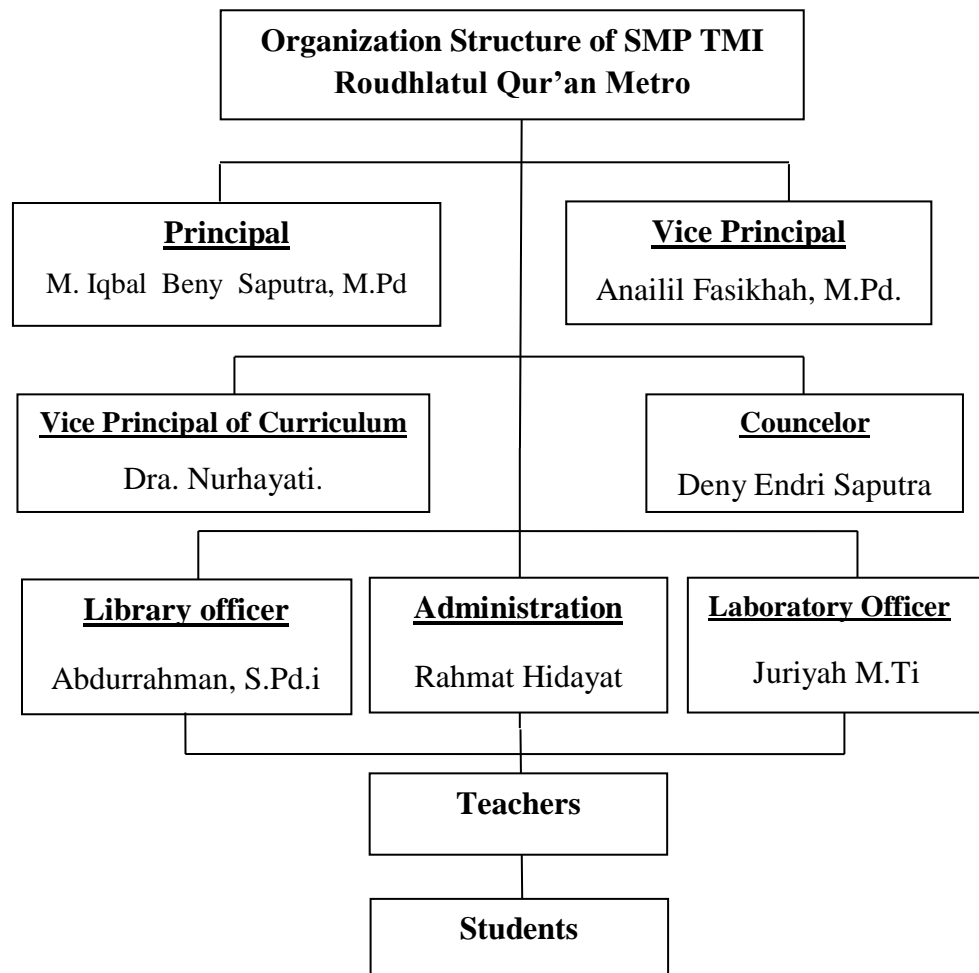 Organization Structure of SMP TMI
Roudhlatul Qur’an Metro
Principal
M. Iqbal Beny Saputra, M.Pd
Vice Principal
Anailil Fasikhah, M.Pd.
Vice Principal of Curriculum
Dra. Nurhayati.
Councelor
Deny Endri Saputra
Library officer
Abdurrahman, S.Pd.i
Administration
Rahmat Hidayat
Laboratory Officer
Juriyah M.Ti
Teachers
Students